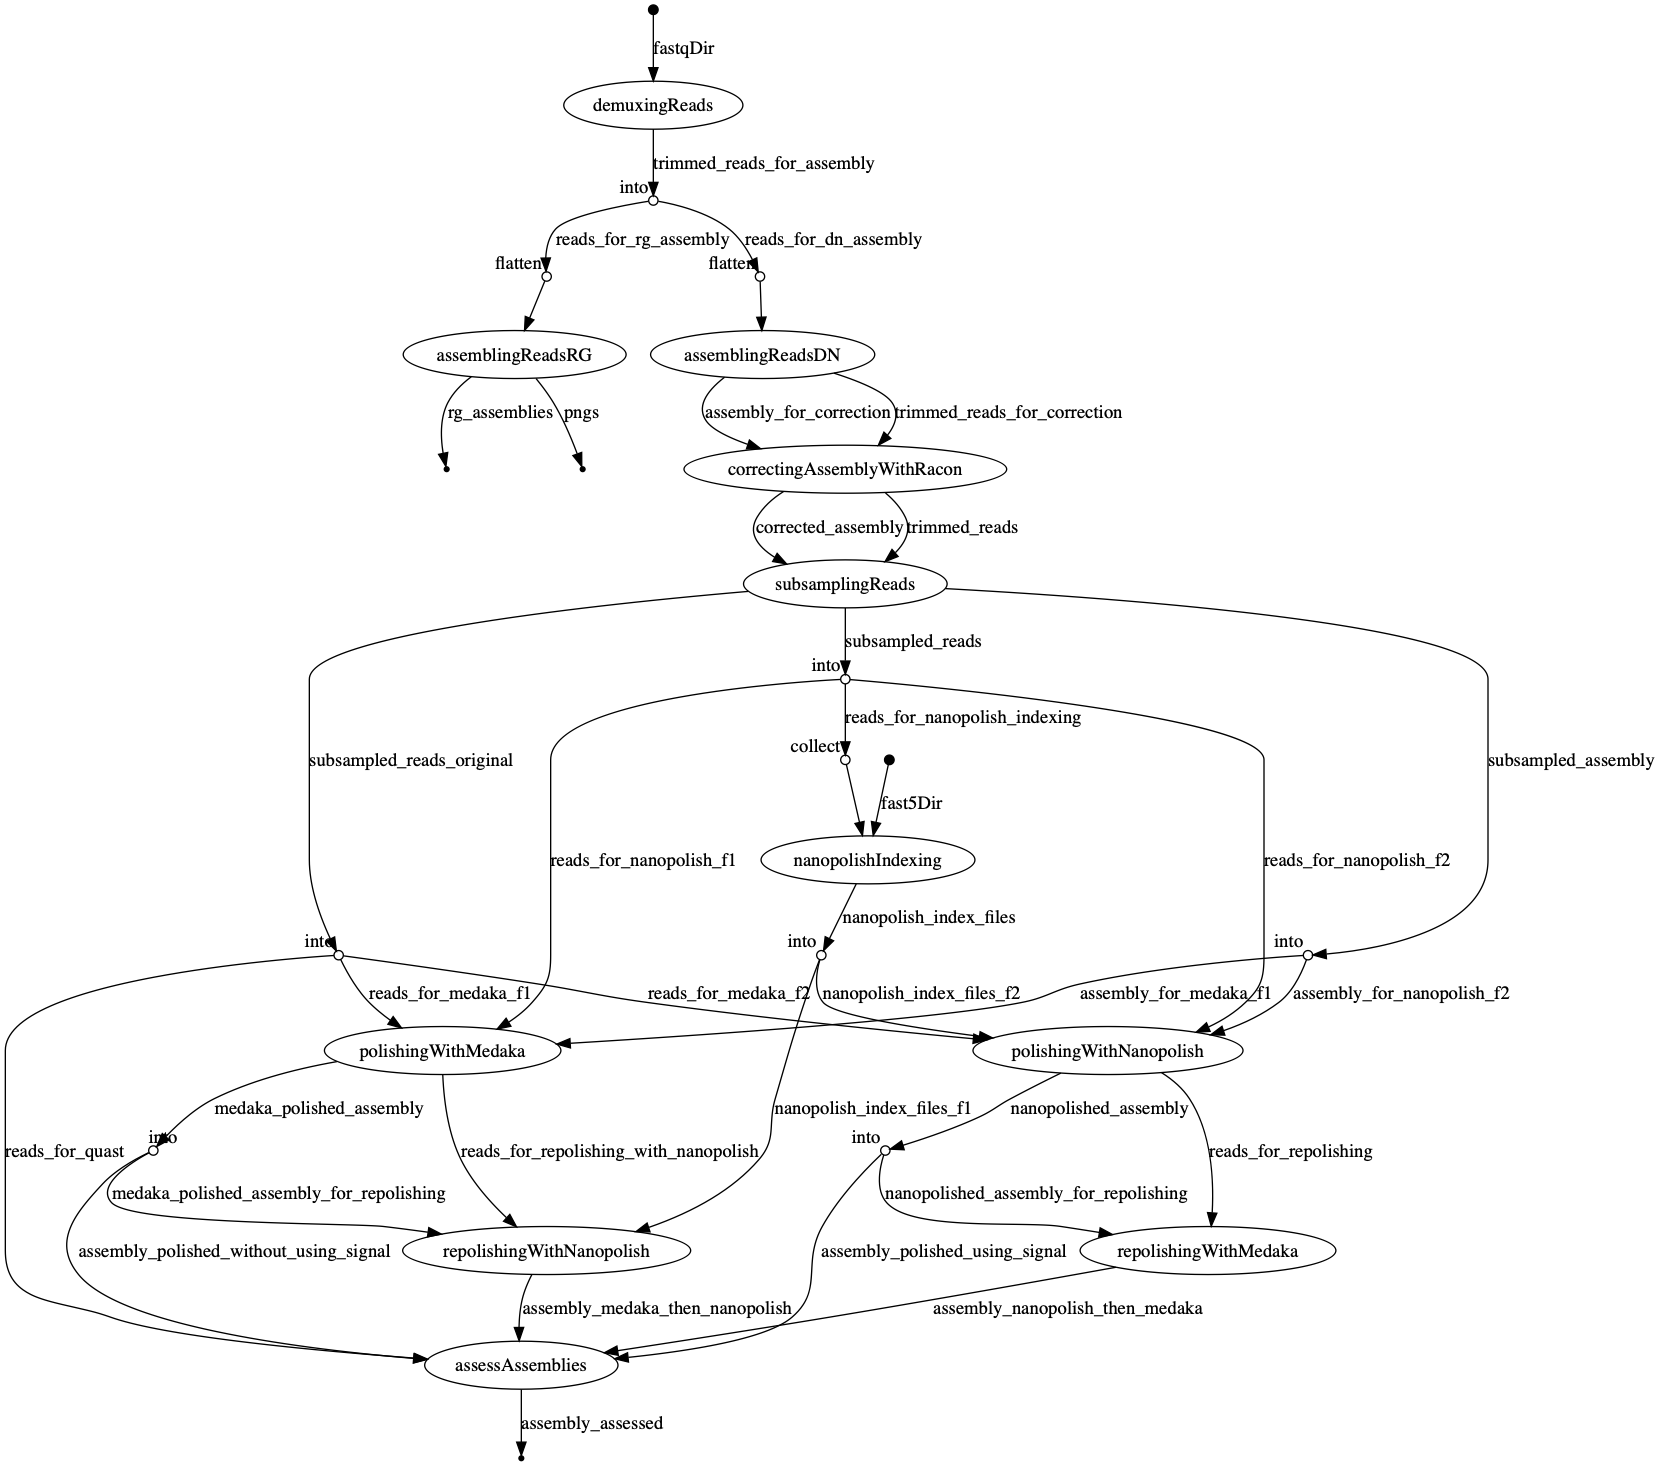 fastqDir
demuxingReads
trimmed_reads_for_assembly
into
reads_for_rg_assembly
reads_for_dn_assembly
flatten
flatten
assemblingReadsRG
assemblingReadsDN
rg_assemblies
pngs
assembly_for_correction
trimmed_reads_for_correction
correctingAssemblyWithRacon
corrected_assembly
trimmed_reads
subsamplingReads
subsampled_reads
into
reads_for_nanopolish_indexing
collect
subsampled_reads_original
subsampled_assembly
fast5Dir
reads_for_nanopolish_f1
nanopolishIndexing
reads_for_nanopolish_f2
nanopolish_index_files
into
into
into
reads_for_medaka_f1
reads_for_medaka_f2
nanopolish_index_files_f2
assembly_for_medaka_f1
assembly_for_nanopolish_f2
polishingWithMedaka
polishingWithNanopolish
medaka_polished_assembly
nanopolish_index_files_f1
nanopolished_assembly
into
into
reads_for_quast
reads_for_repolishing_with_nanopolish
reads_for_repolishing
medaka_polished_assembly_for_repolishing
nanopolished_assembly_for_repolishing
assembly_polished_without_using_signal
repolishingWithNanopolish
assembly_polished_using_signal
repolishingWithMedaka
assembly_medaka_then_nanopolish
assembly_nanopolish_then_medaka
assessAssemblies
assembly_assessed